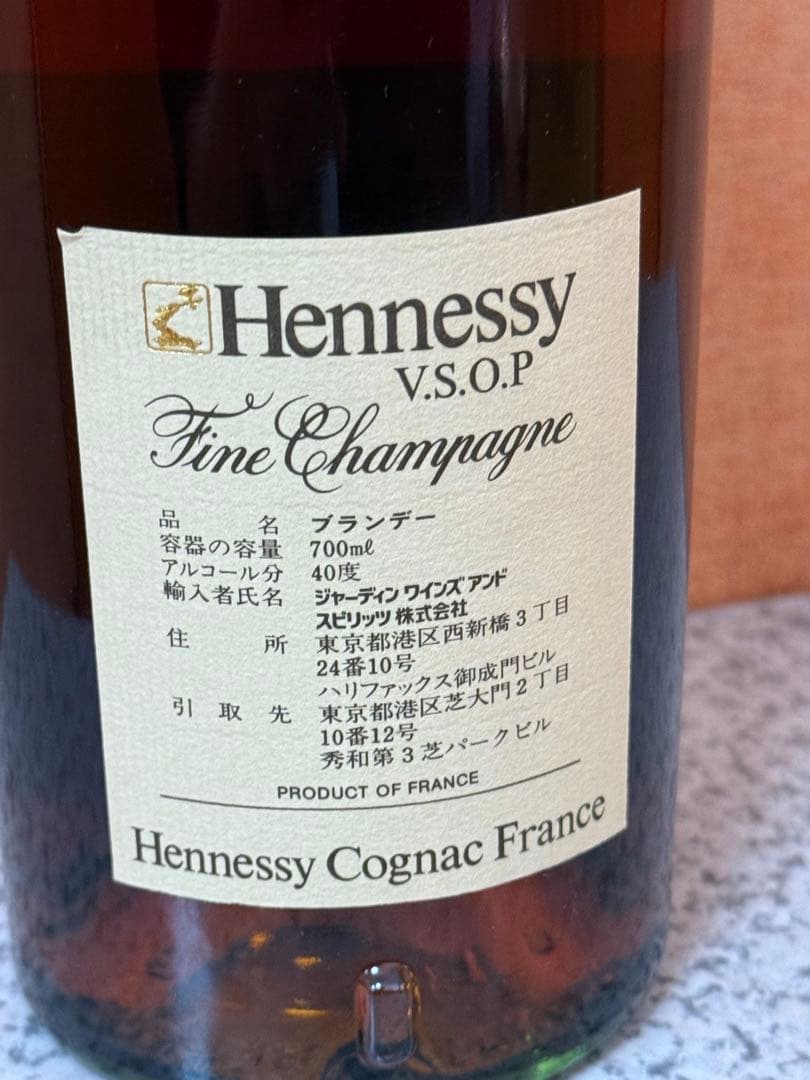 Hennessy
V.S.O.P
Fine Champagne
品名 ブランデー
容器の容量 700mℓ
アルコール分 40度
輸入者氏名 ジャーディン ワインズ アンド
スピリッツ 株式会社
住所 東京都港区西新橋3丁目
24番10号
ハリファックス御成門ビル
引取先 東京都港区芝大門2丁目
10番12号
秀和第3芝パークビル
PRODUCT OF FRANCE
Hennessy Cognac France